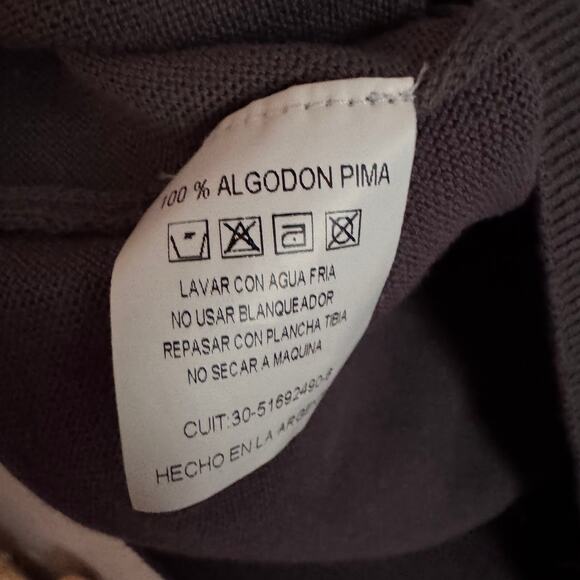 100 % ALGODON PIMA
LAVAR CON AGUA FRIA
NO USAR BLANQUEADOR
REPASAR CON PLANCHA TIBIA
NO SECAR A MAQUINA
CUIT:30-51692490-8
HECHO EN LA